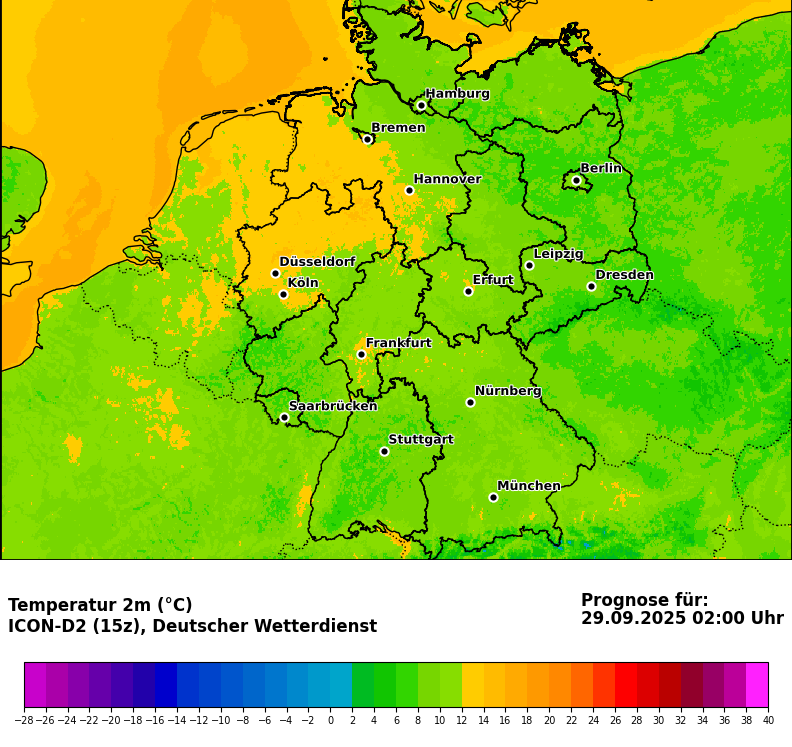 Hamburg
Bremen
Berlin
Hannover
Leipzig
Düsseldorf
Dresden
Köln
Erfurt
Frankfurt
Nürnberg
Saarbrücken
Stuttgart
München
Temperatur 2m (°C)
ICON-D2 (15z), Deutscher Wetterdienst
Prognose für:
29.09.2025 02:00 Uhr
−28 −26 −24 −22 −20 −18 −16 −14 −12 −10 −8 −6 −4 −2 0 2 4 6 8 10 12 14 16 18 20 22 24 26 28 30 32 34 36 38 40